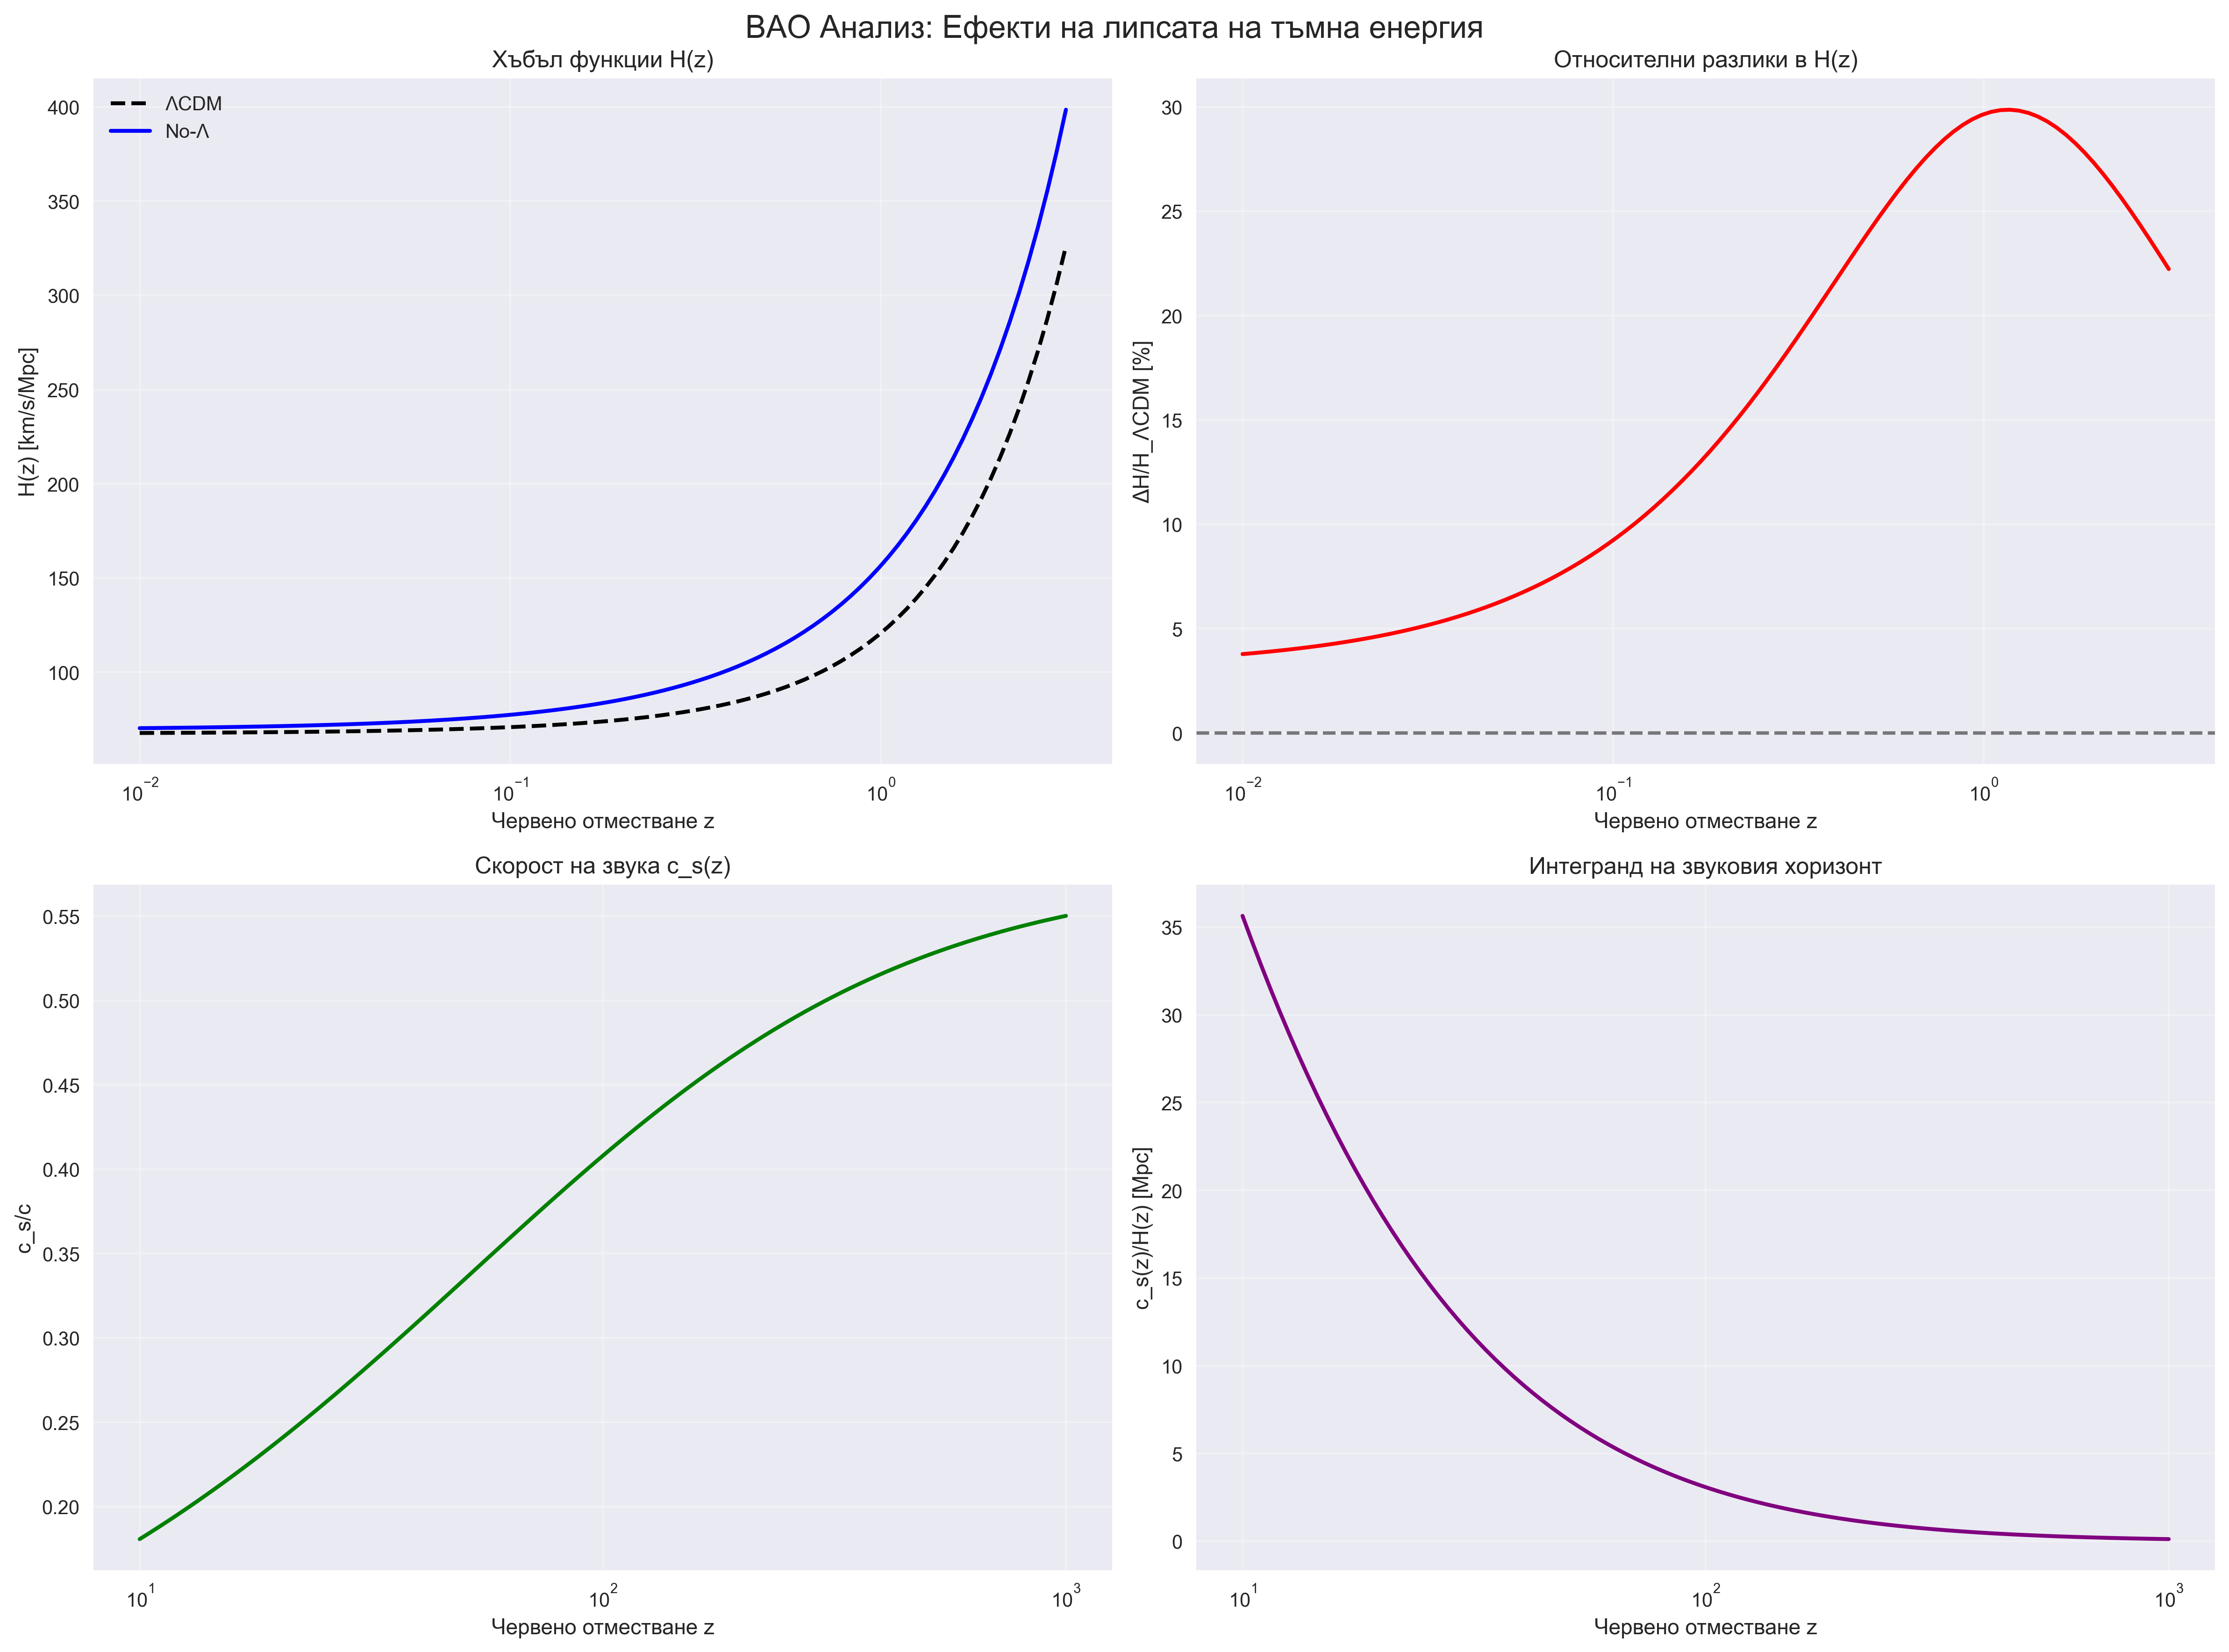 BAO Анализ: Ефекти на липсата на тъмна енергия
Хъбъл функции H(z)
ΛCDM
No-Λ
400
350
300
250
200
150
100
H(z) [km/s/Mpc]
10⁻² 10⁻¹ 10⁰
Червено отместване z
Относителни разлики в H(z)
30
25
20
15
10
5
0
ΔH/H_ΛCDM [%]
10⁻² 10⁻¹ 10⁰
Червено отместване z
Скорост на звука c_s(z)
0.55
0.50
0.45
0.40
0.35
0.30
0.25
0.20
c_s/c
10¹ 10² 10³
Червено отместване z
Интегранд на звуковия хоризонт
35
30
25
20
15
10
5
0
c_s(z)/H(z) [Mpc]
10¹ 10² 10³
Червено отместване z